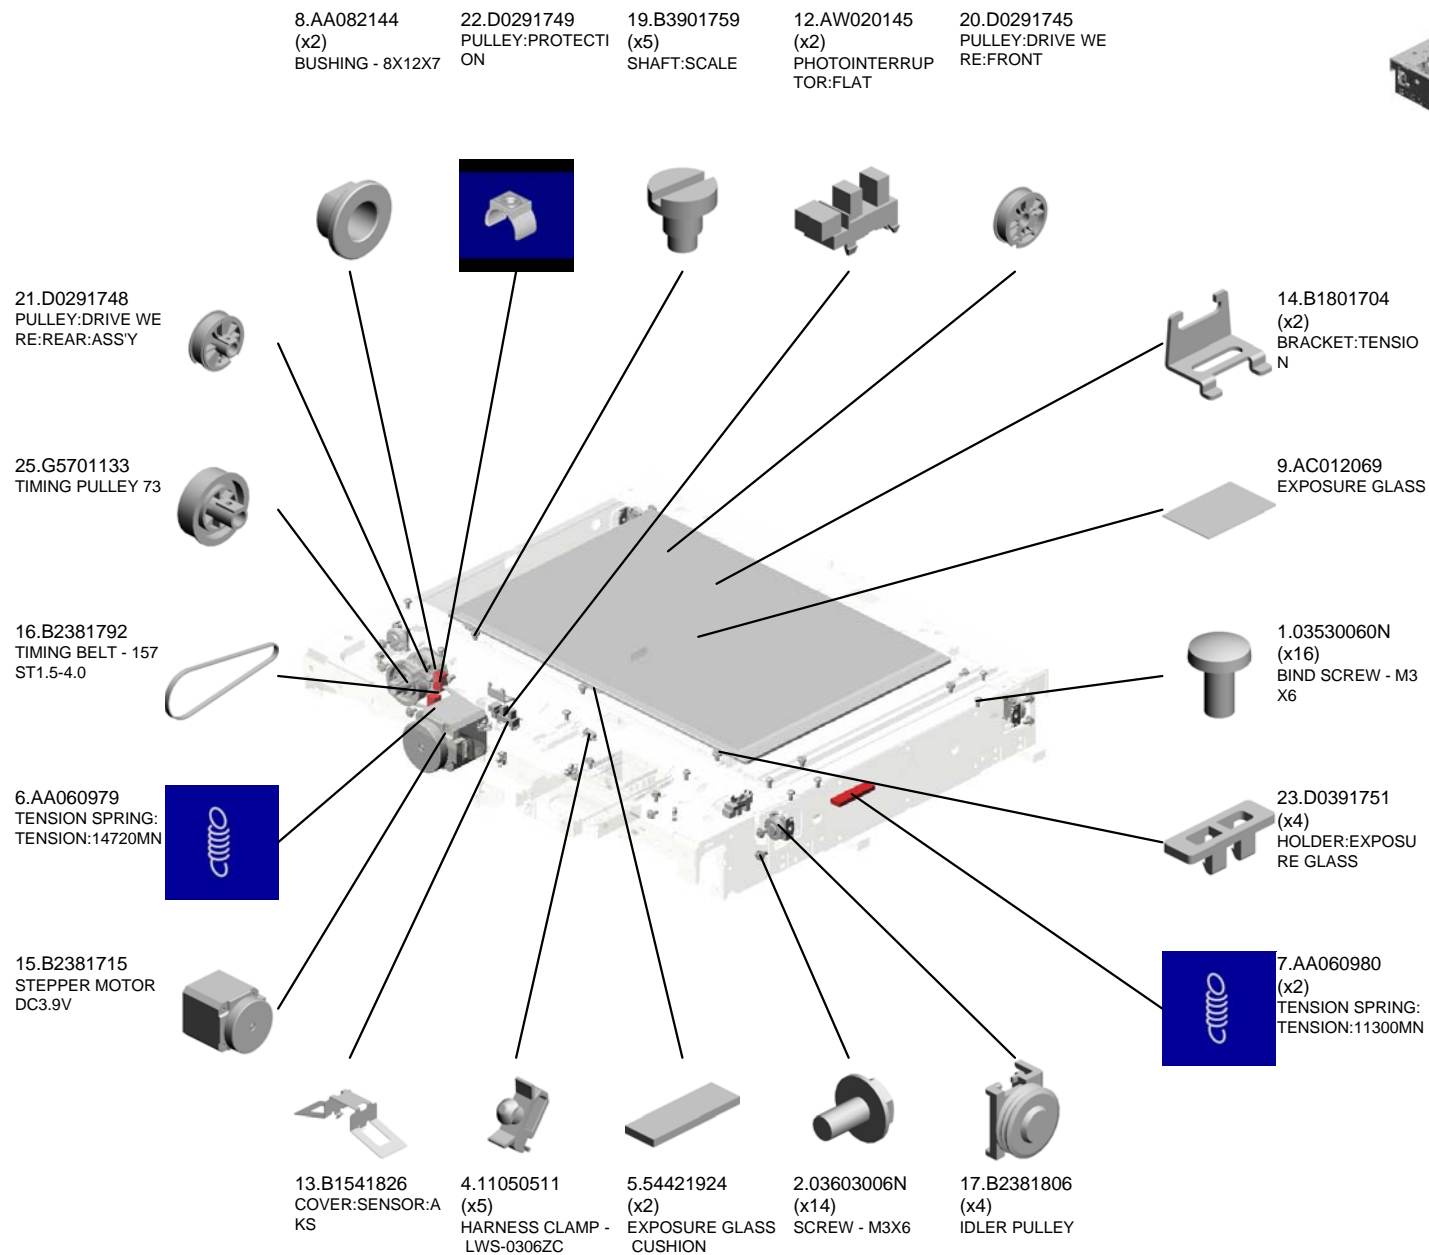 8.AA082144
(x2)
BUSHING - 8X12X7
22.D0291749
PULLEY:PROTECTI
ON
19.B3901759
(x5)
SHAFT:SCALE
12.AW020145
(x2)
PHOTOINTERRUP
TOR:FLAT
20.D0291745
PULLEY:DRIVE WE
RE:FRONT
21.D0291748
PULLEY:DRIVE WE
RE:REAR:ASS'Y
14.B1801704
(x2)
BRACKET:TENSIO
N
25.G5701133
TIMING PULLEY 73
9.AC012069
EXPOSURE GLASS
16.B2381792
TIMING BELT - 157
ST1.5-4.0
1.03530060N
(x16)
BIND SCREW - M3
X6
6.AA060979
TENSION SPRING:
TENSION:14720MN
23.D0391751
(x4)
HOLDER:EXPOSU
RE GLASS
15.B2381715
STEPPER MOTOR
DC3.9V
7.AA060980
(x2)
TENSION SPRING:
TENSION:11300MN
13.B1541826
COVER:SENSOR:A
KS
4.11050511
(x5)
HARNESS CLAMP -
LWS-0306ZC
5.54421924
(x2)
EXPOSURE GLASS
CUSHION
2.03603006N
(x14)
SCREW - M3X6
17.B2381806
(x4)
IDLER PULLEY